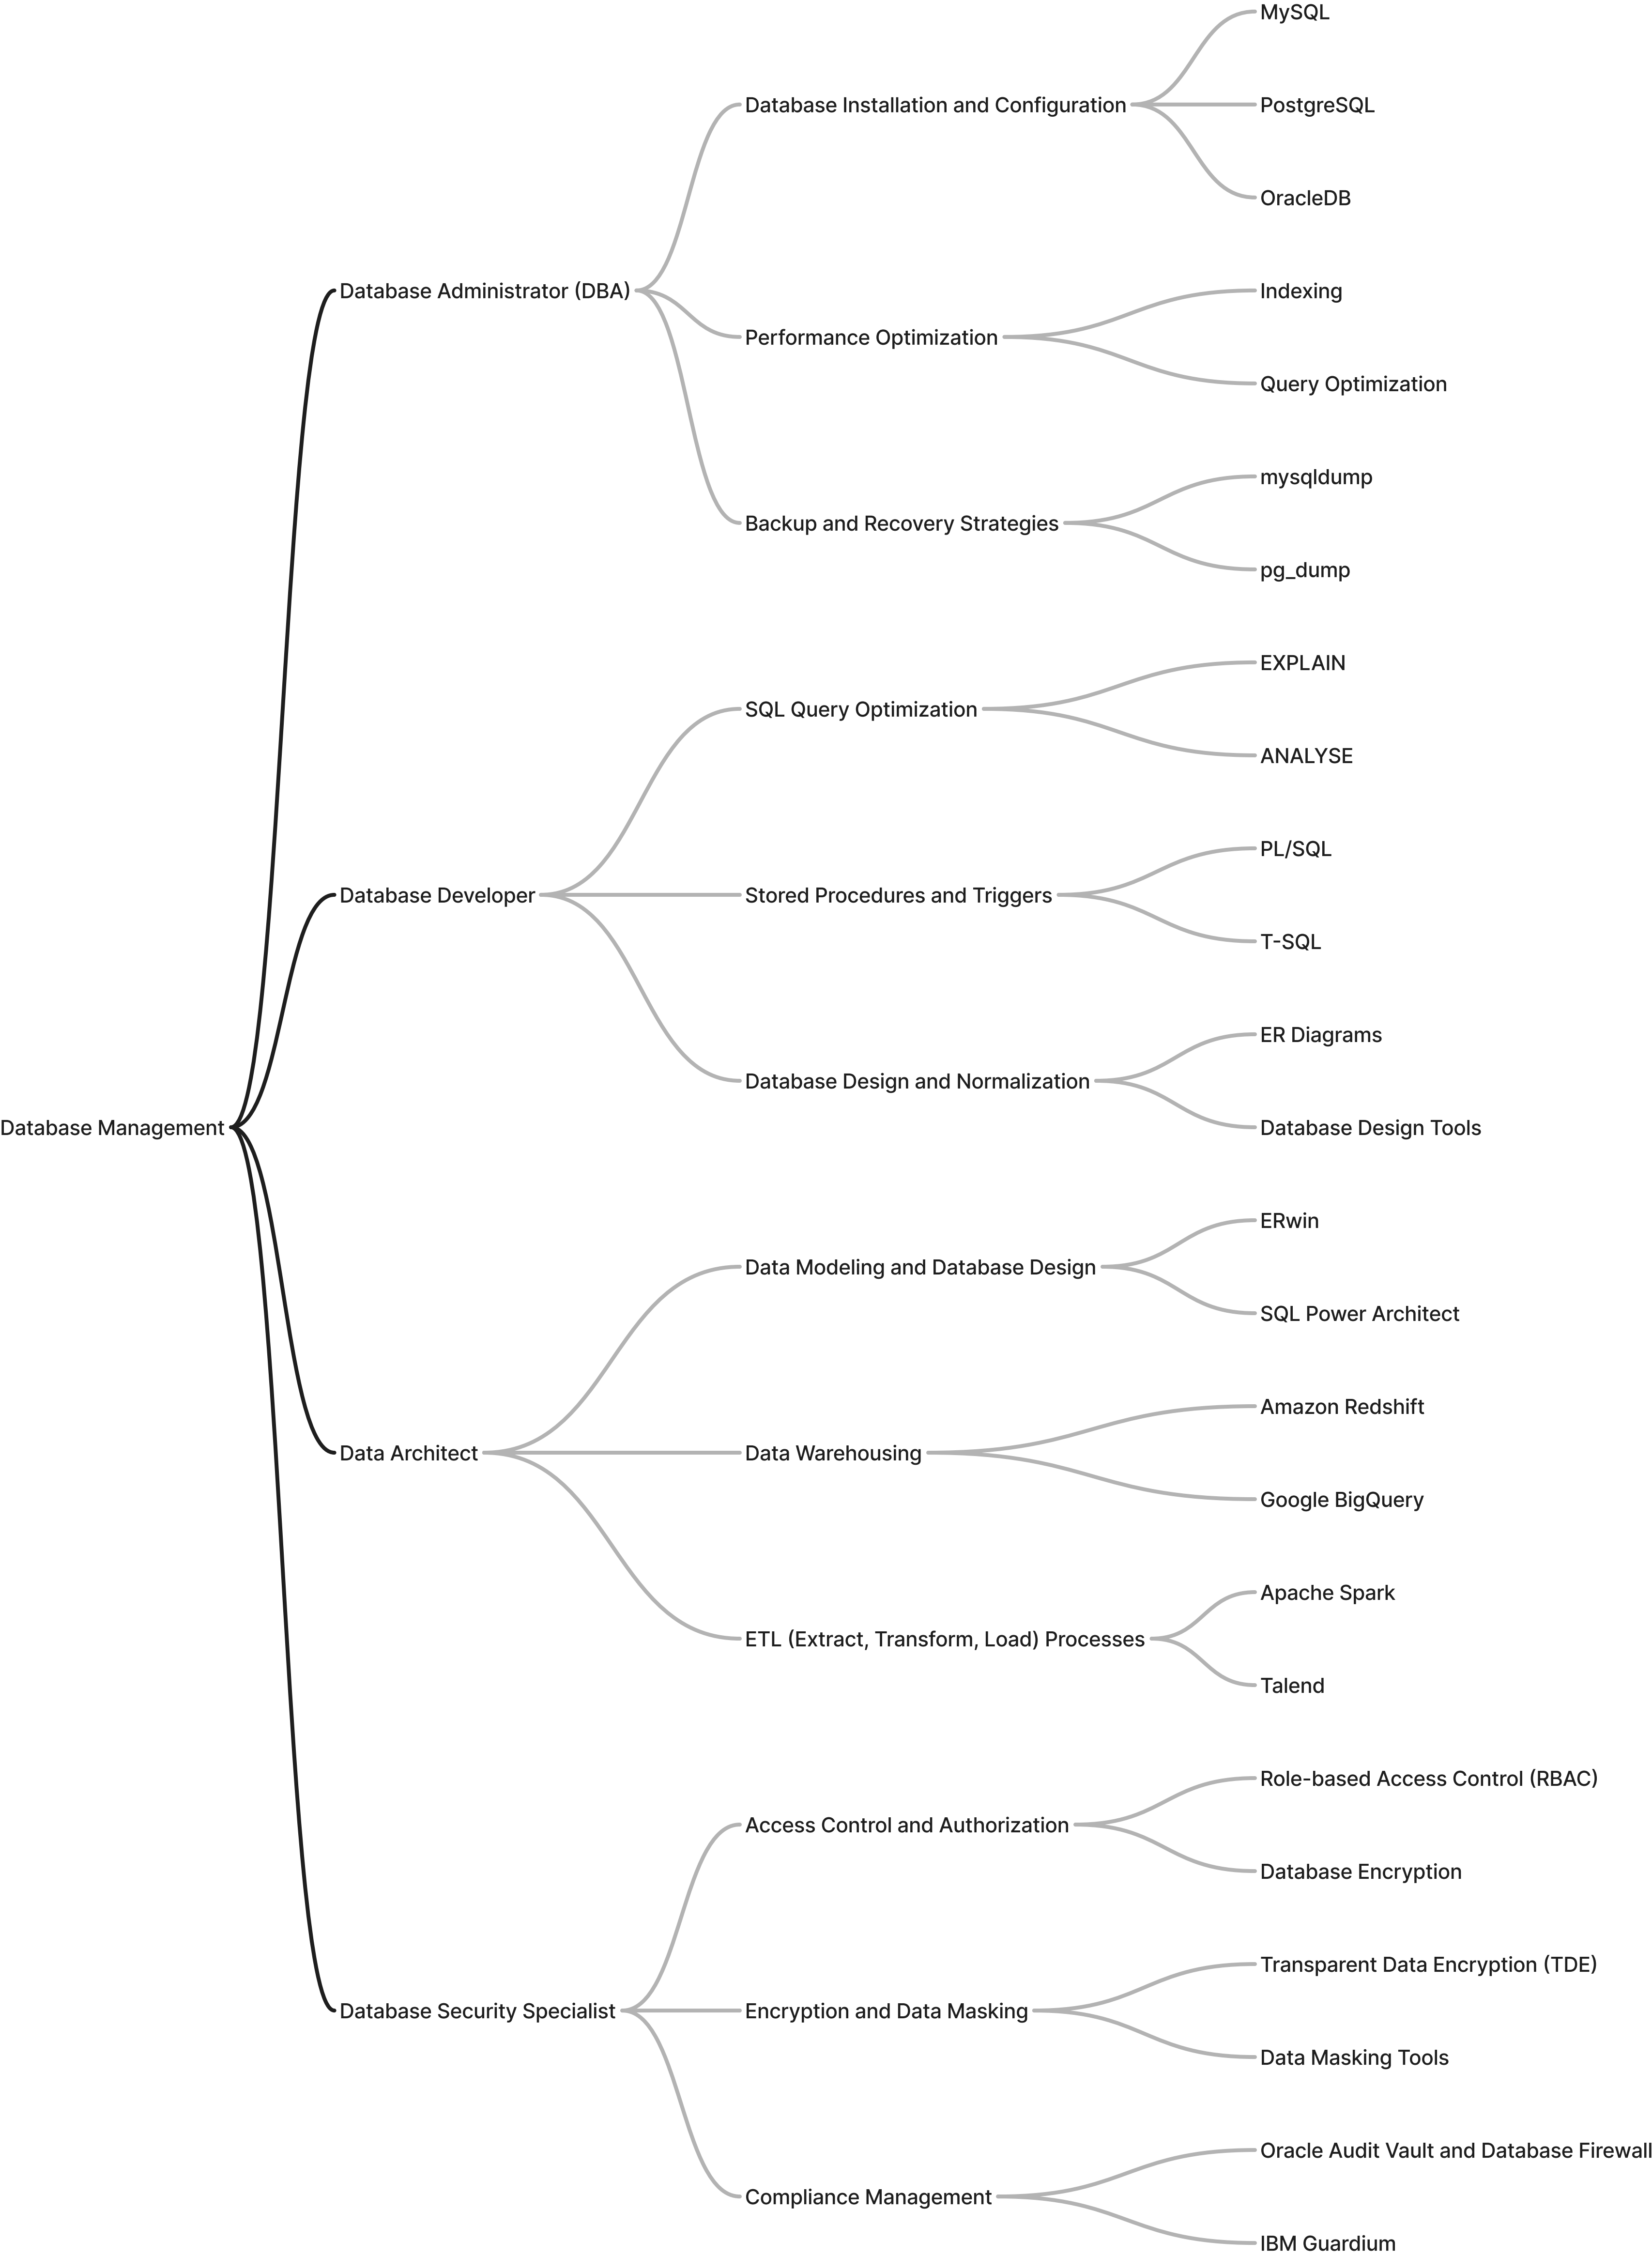 Database Management
Database Administrator (DBA)
Database Installation and Configuration
MySQL
PostgreSQL
OracleDB
Performance Optimization
Indexing
Query Optimization
Backup and Recovery Strategies
mysqldump
pg_dump
Database Developer
SQL Query Optimization
EXPLAIN
ANALYSE
Stored Procedures and Triggers
PL/SQL
T-SQL
Database Design and Normalization
ER Diagrams
Database Design Tools
Data Architect
Data Modeling and Database Design
ERwin
SQL Power Architect
Data Warehousing
Amazon Redshift
Google BigQuery
ETL (Extract, Transform, Load) Processes
Apache Spark
Talend
Database Security Specialist
Access Control and Authorization
Role-based Access Control (RBAC)
Database Encryption
Encryption and Data Masking
Transparent Data Encryption (TDE)
Data Masking Tools
Compliance Management
Oracle Audit Vault and Database Firewall
IBM Guardium